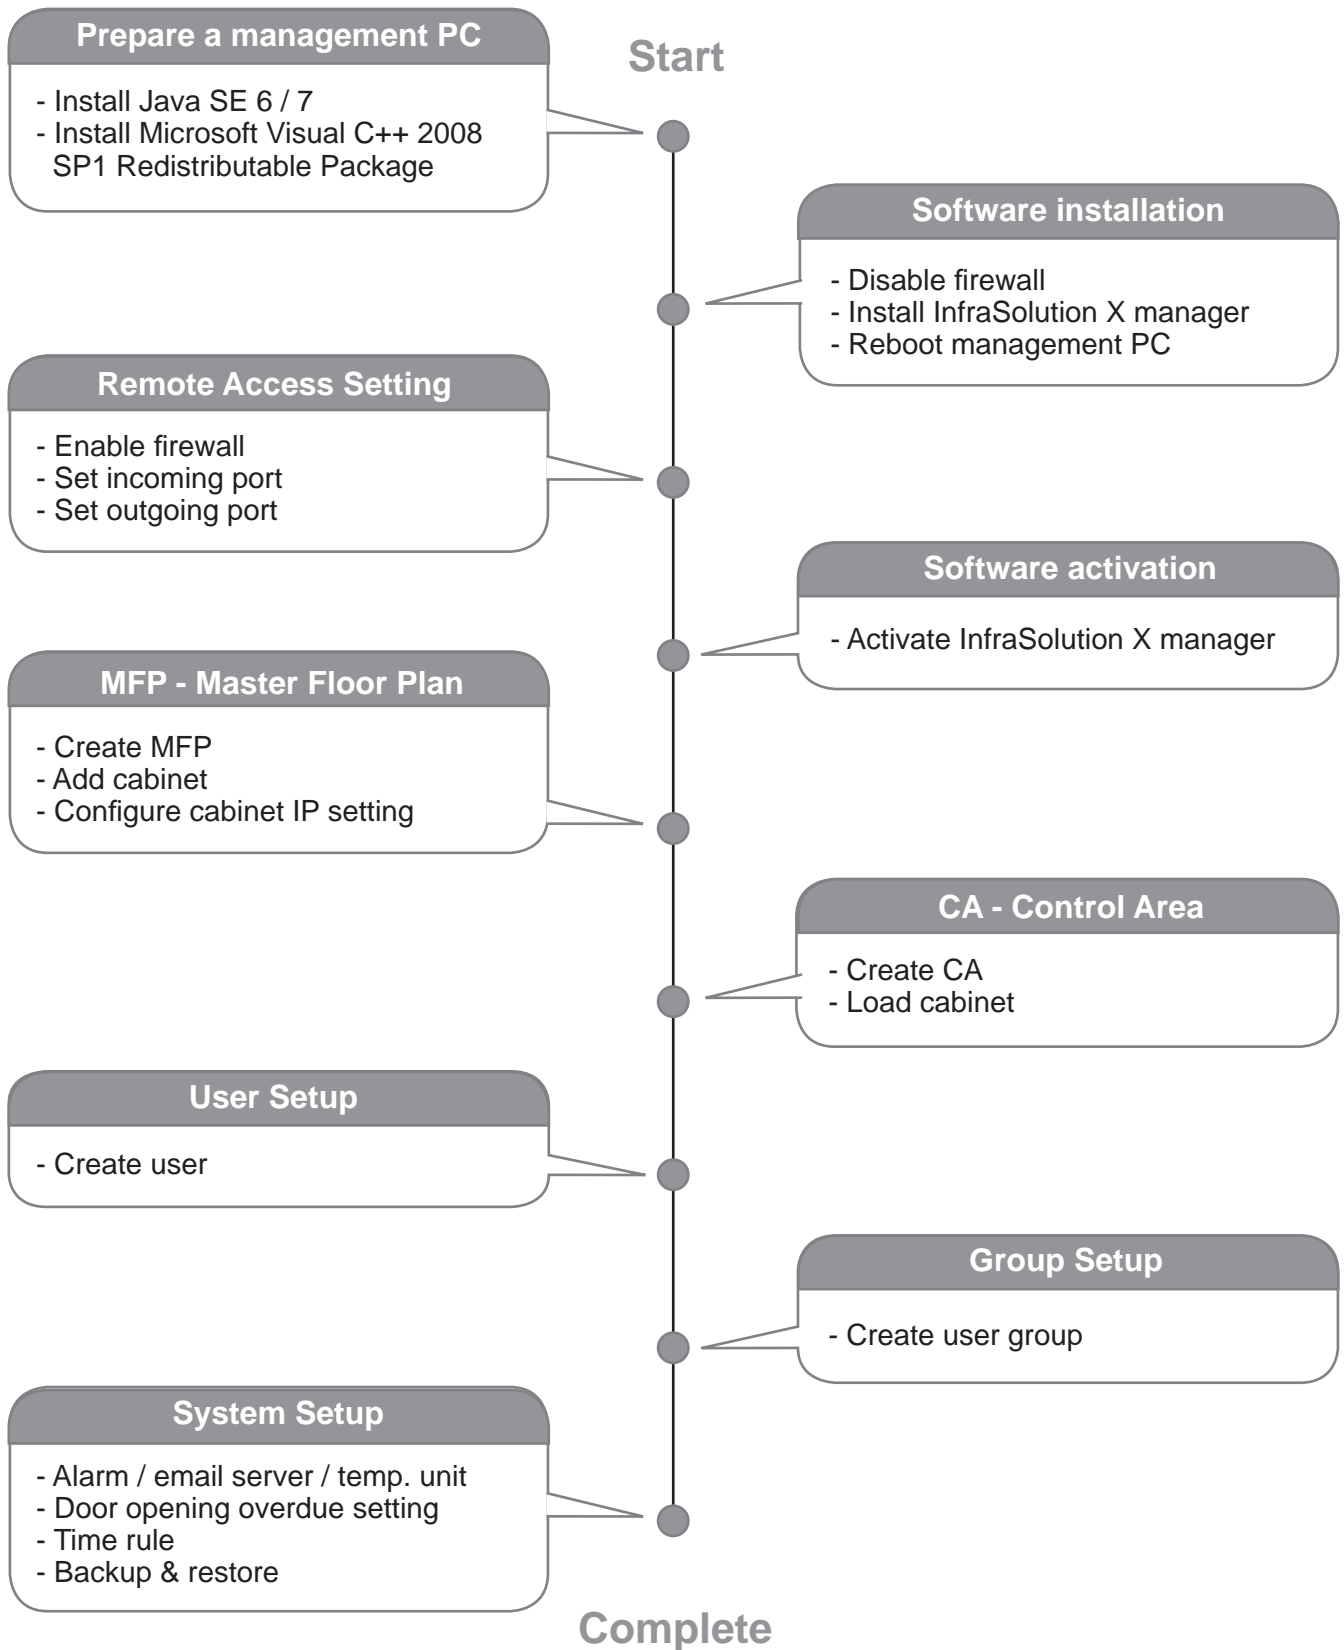 Start
Prepare a management PC
- Install Java SE 6 / 7
- Install Microsoft Visual C++ 2008
SP1 Redistributable Package
Software installation
- Disable firewall
- Install InfraSolution X manager
- Reboot management PC
Remote Access Setting
- Enable firewall
- Set incoming port
- Set outgoing port
Software activation
- Activate InfraSolution X manager
MFP - Master Floor Plan
- Create MFP
- Add cabinet
- Configure cabinet IP setting
CA - Control Area
- Create CA
- Load cabinet
User Setup
- Create user
Group Setup
- Create user group
System Setup
- Alarm / email server / temp. unit
- Door opening overdue setting
- Time rule
- Backup & restore
Complete